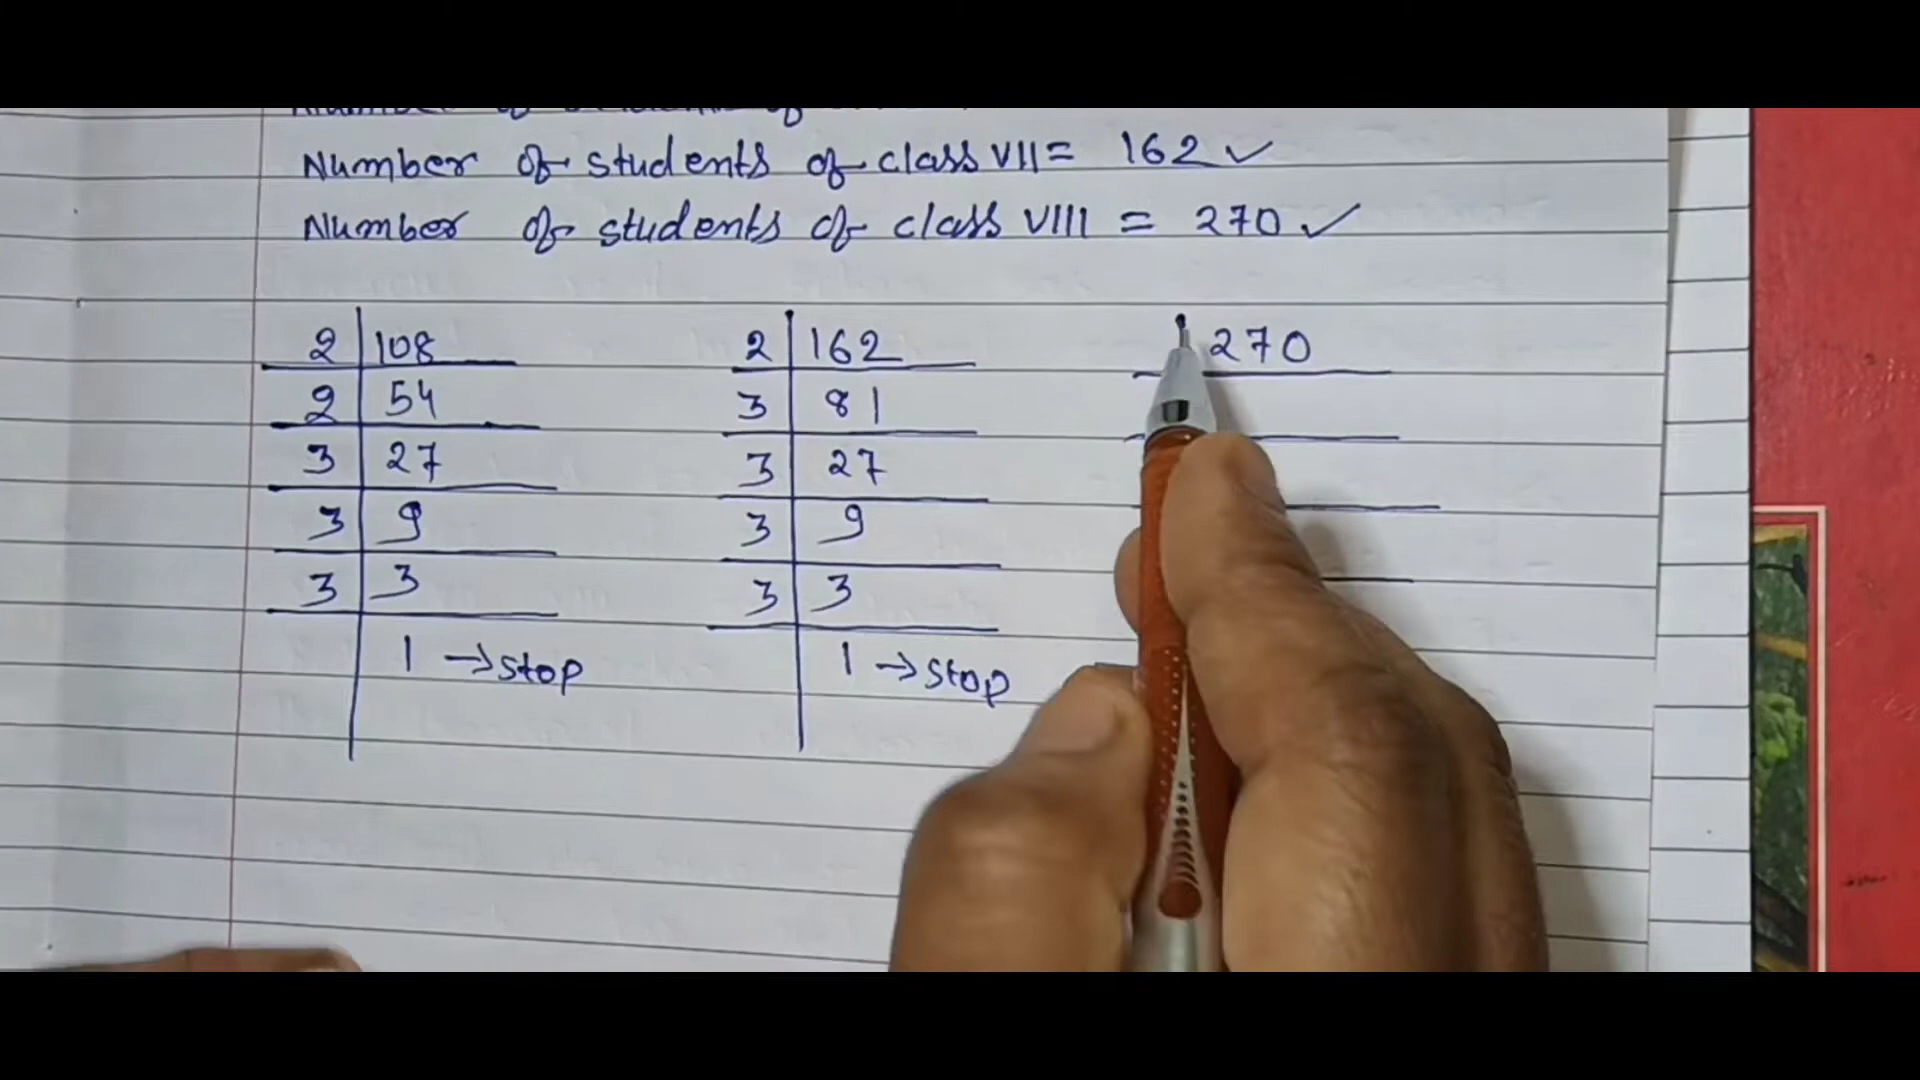 Number of students of class VII = 162 ✓
Number of students of class VIII = 270 ✓
2 108
2 54
3 27
3 9
3 3
1 → stop
2 162
3 81
3 27
3 9
3 3
1 → stop
270